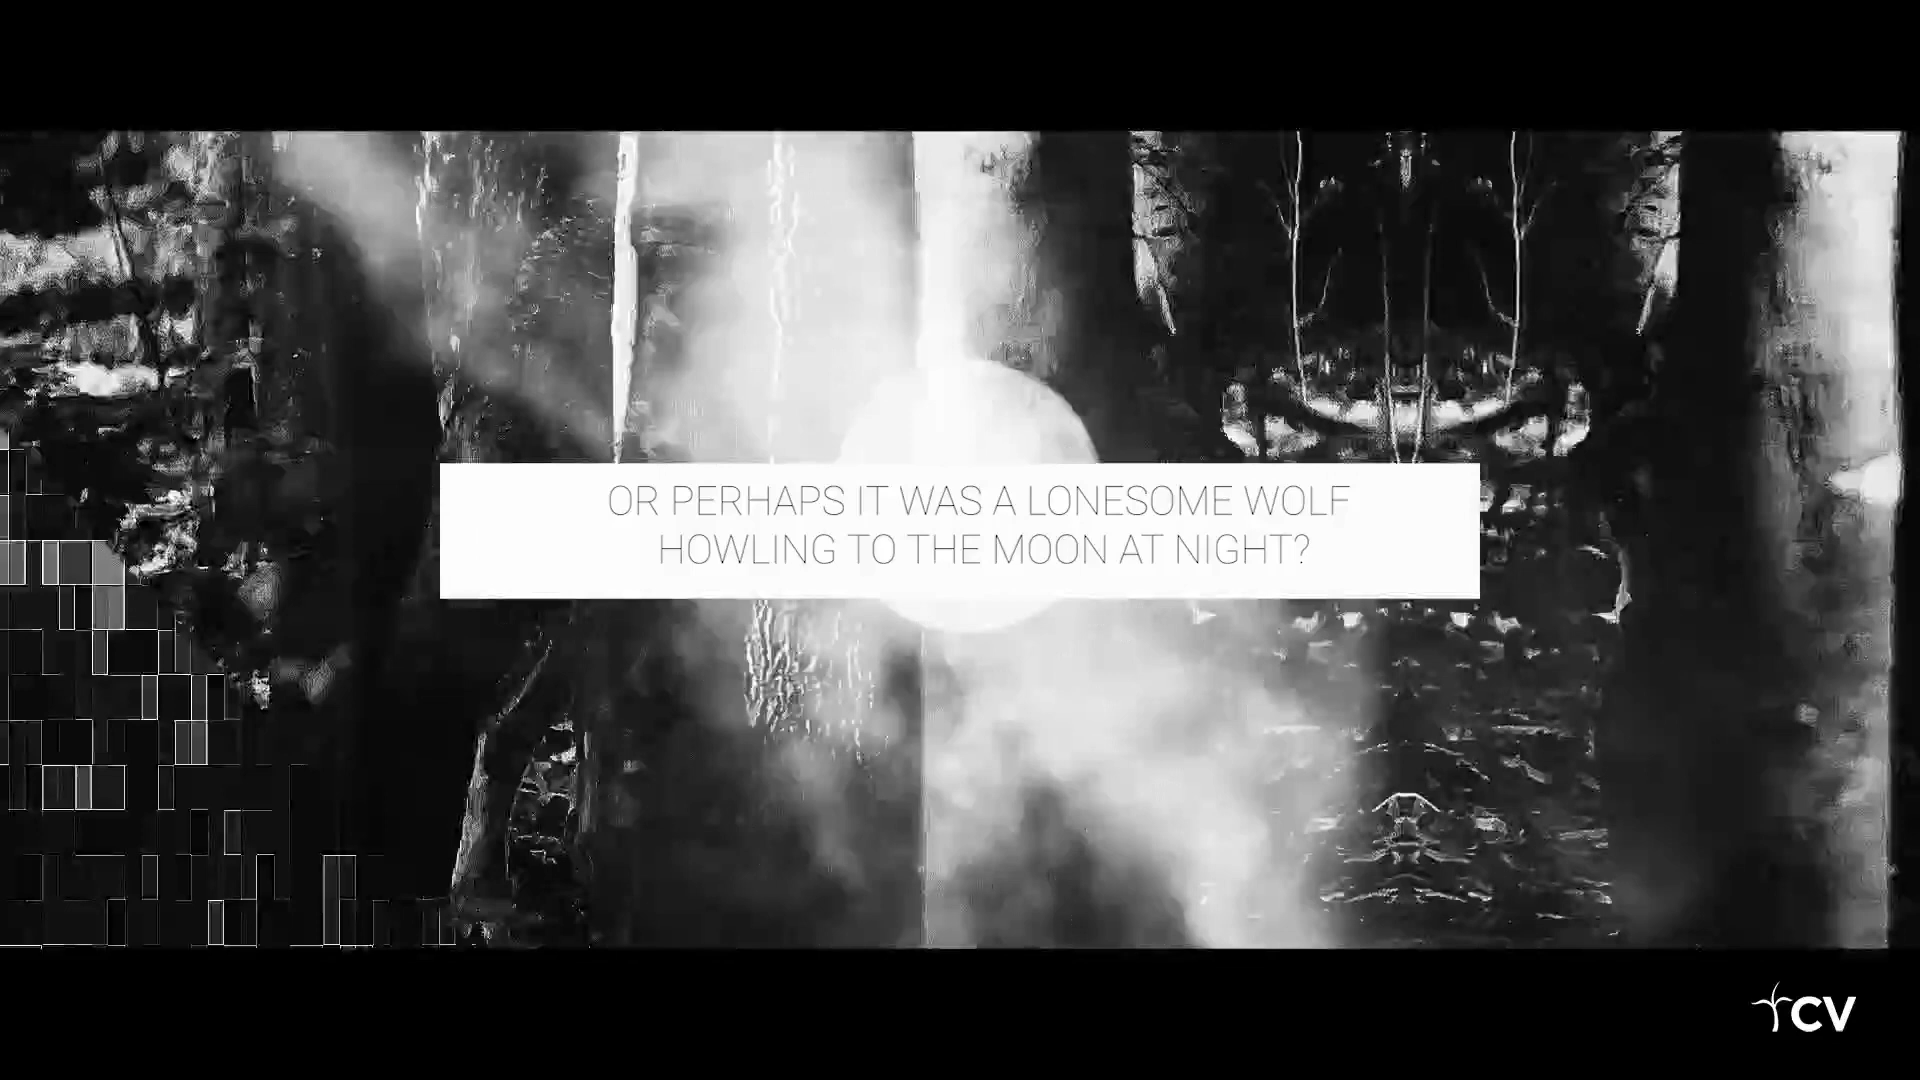 OR PERHAPS IT WAS A LONESOME WOLF
HOWLING TO THE MOON AT NIGHT?
CV